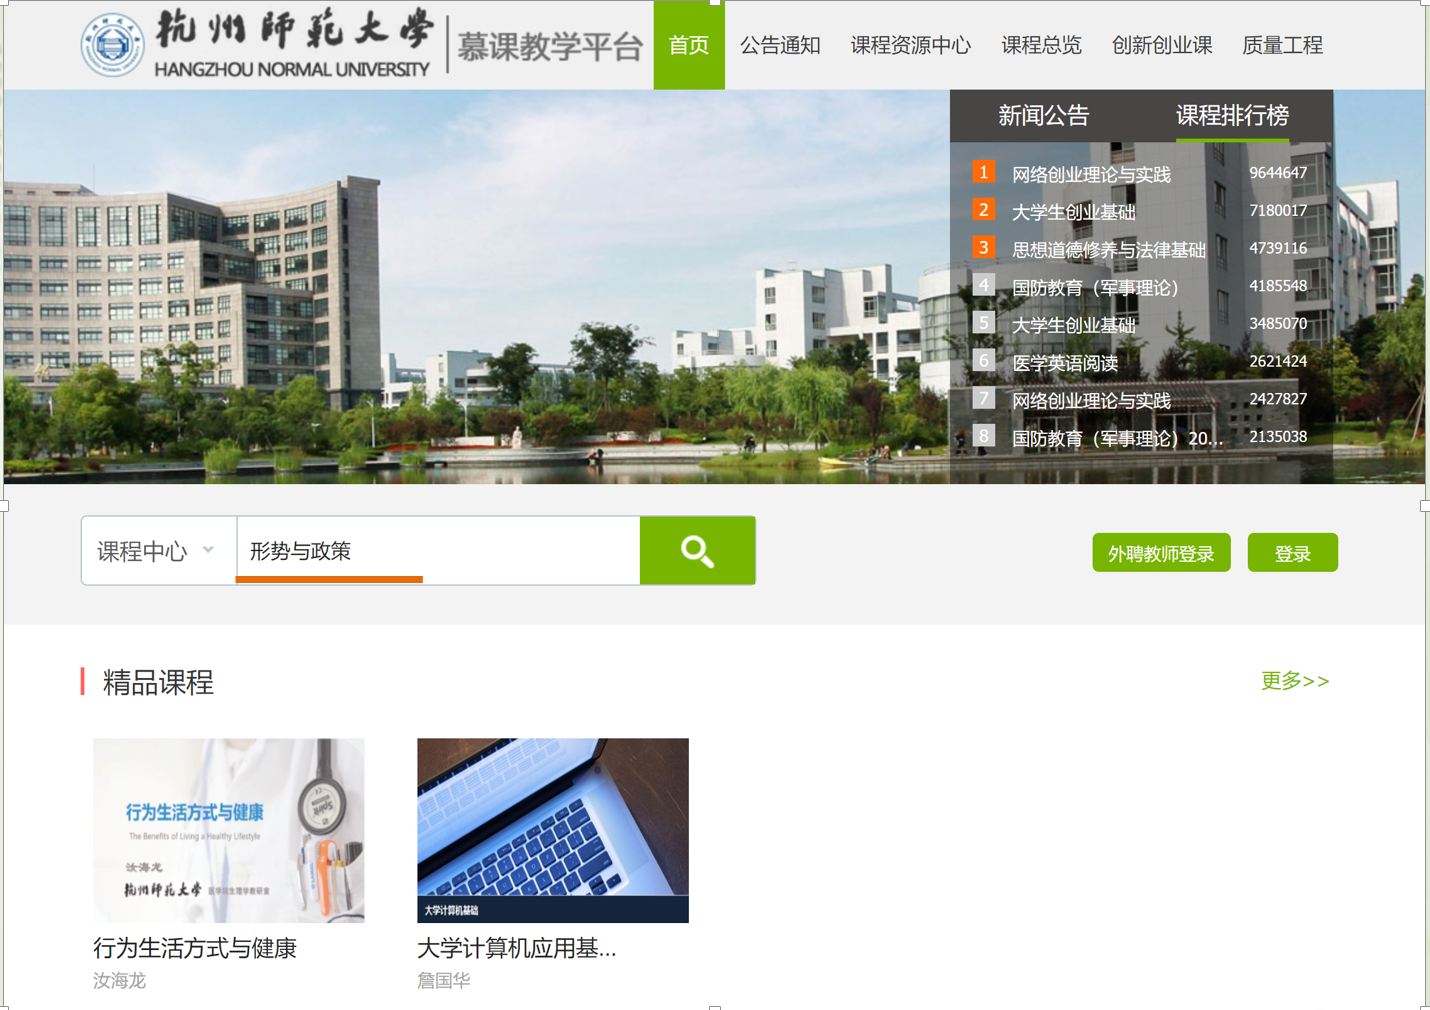 杭州师范大学
HANGZHOU NORMAL UNIVERSITY
慕课教学平台
首页
公告通知
课程资源中心
课程总览
创新创业课
质量工程
新闻公告
课程排行榜
1 网络创业理论与实践 9644647
2 大学生创业基础 7180017
3 思想道德修养与法律基础 4739116
4 国防教育（军事理论） 4185548
5 大学生创业基础 3485070
6 医学英语阅读 2621424
7 网络创业理论与实践 2427827
8 国防教育（军事理论）20... 2135038
课程中心
形势与政策
外聘教师登录
登录
精品课程
更多>>
行为生活方式与健康
The Benefits of Living a Healthy Lifestyle
汝海龙
杭州师范大学
大学计算机基础
行为生活方式与健康
汝海龙
大学计算机应用基...
詹国华